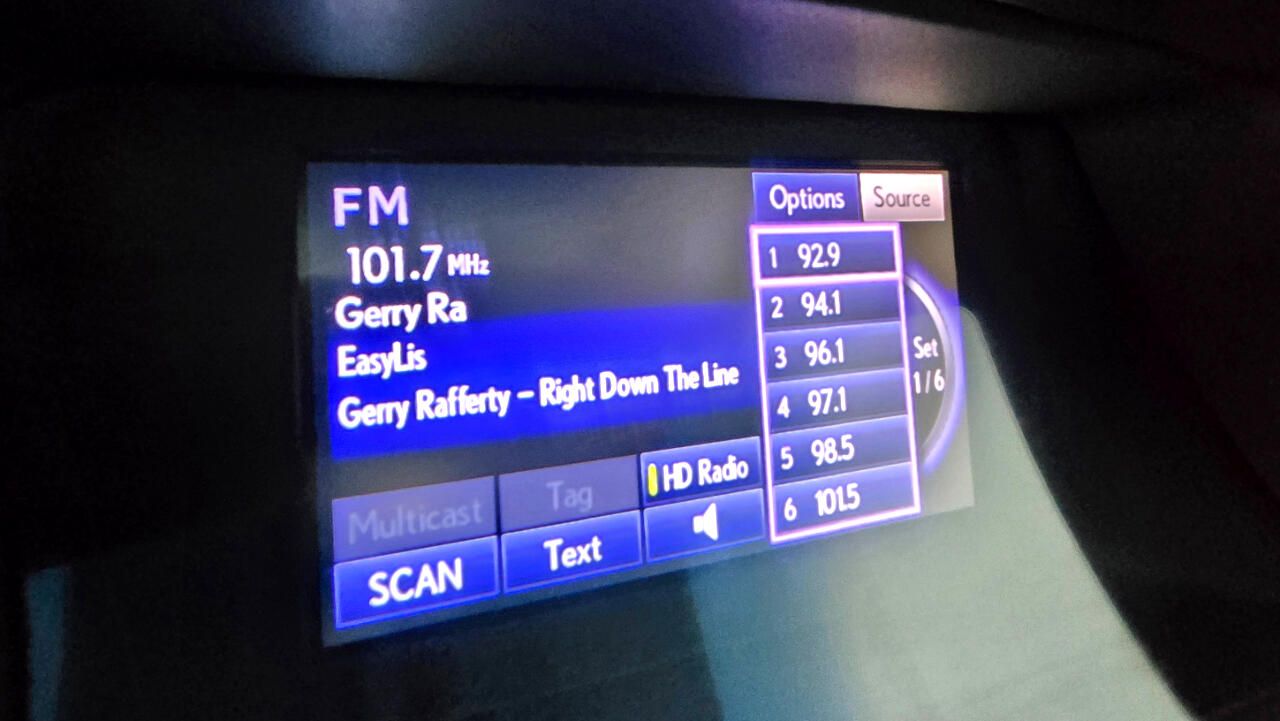 FM
101.7 MHz
Gerry Ra
EasyLis
Gerry Rafferty – Right Down The Line
Multicast
Tag
HD Radio
SCAN
Text
Options
Source
1 92.9
2 94.1
3 96.1
4 97.1
5 98.5
6 101.5
Set
1/6